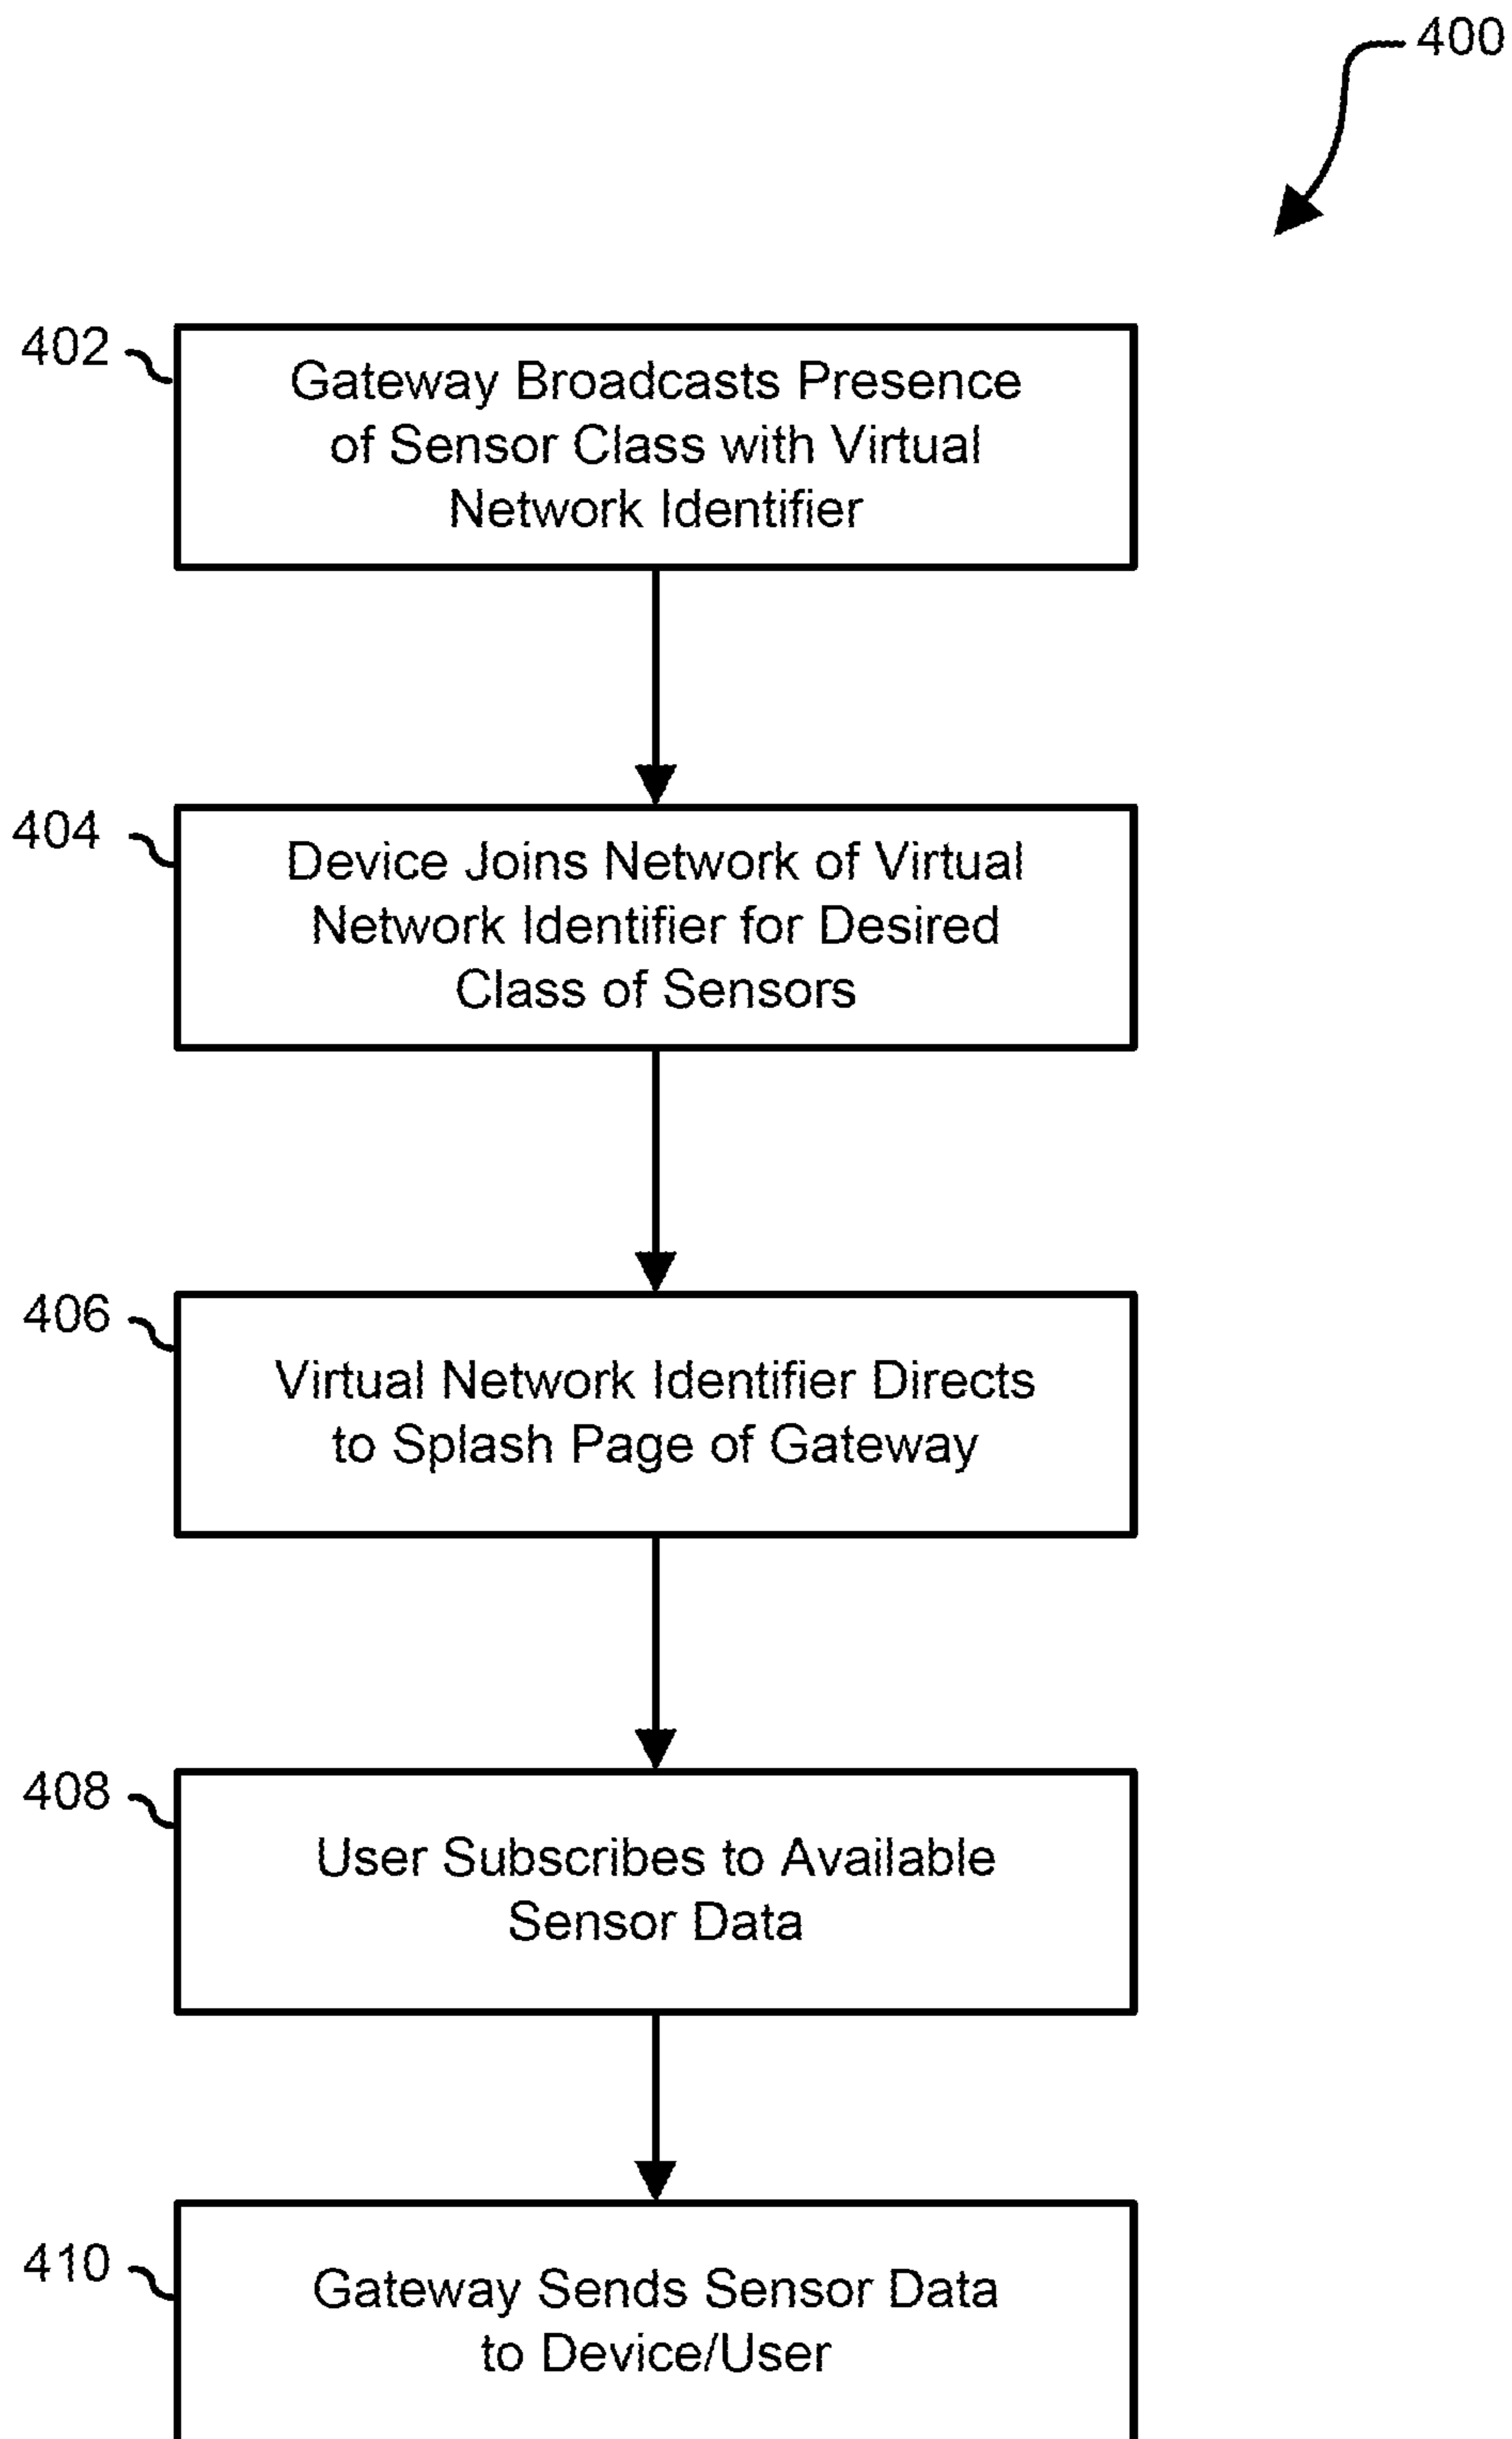 400
402
Gateway Broadcasts Presence
of Sensor Class with Virtual
Network Identifier
404
Device Joins Network of Virtual
Network Identifier for Desired
Class of Sensors
406
Virtual Network Identifier Directs
to Splash Page of Gateway
408
User Subscribes to Available
Sensor Data
410
Gateway Sends Sensor Data
to Device/User